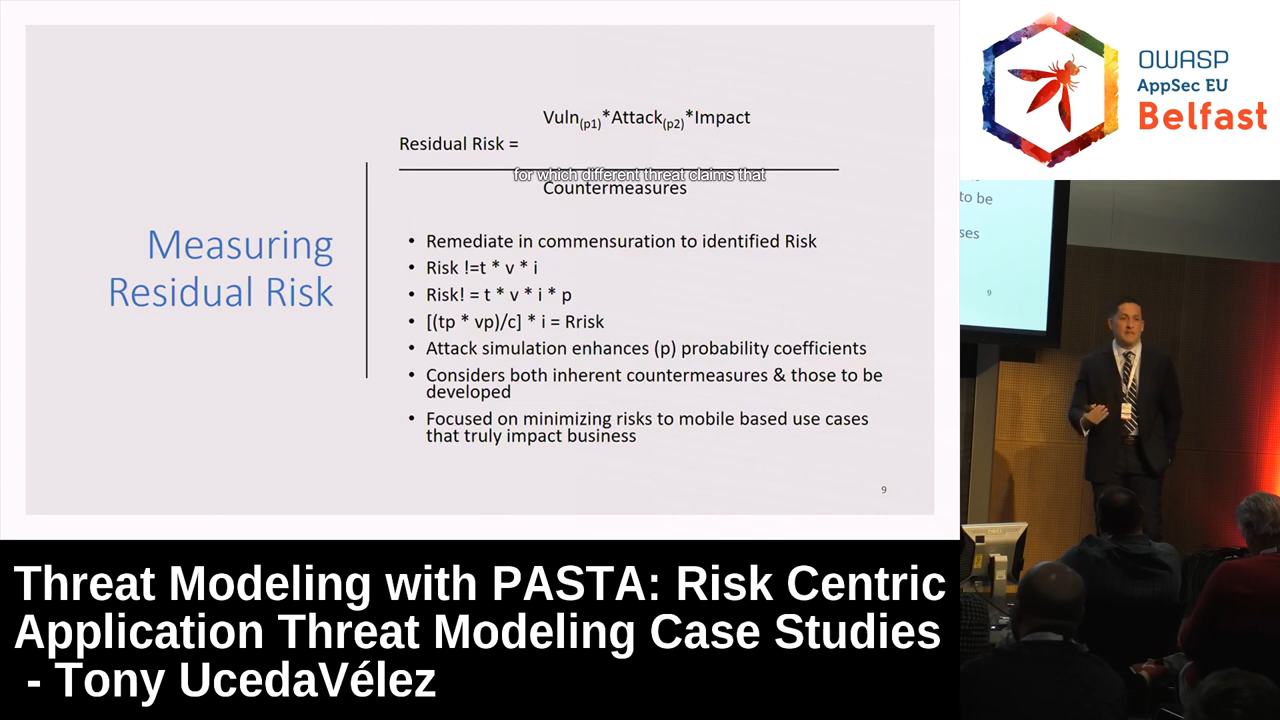 Vuln(p1)*Attack(p2)*Impact
Residual Risk =
for which different threat claims that
Countermeasures
Measuring
Residual Risk
• Remediate in commensuration to identified Risk
• Risk !=t * v * i
• Risk! = t * v * i * p
• [(tp * vp)/c] * i = Rrisk
• Attack simulation enhances (p) probability coefficients
• Considers both inherent countermeasures & those to be
developed
• Focused on minimizing risks to mobile based use cases
that truly impact business
9
OWASP
AppSec EU
Belfast
to be
ses
9
Threat Modeling with PASTA: Risk Centric
Application Threat Modeling Case Studies
- Tony UcedaVélez